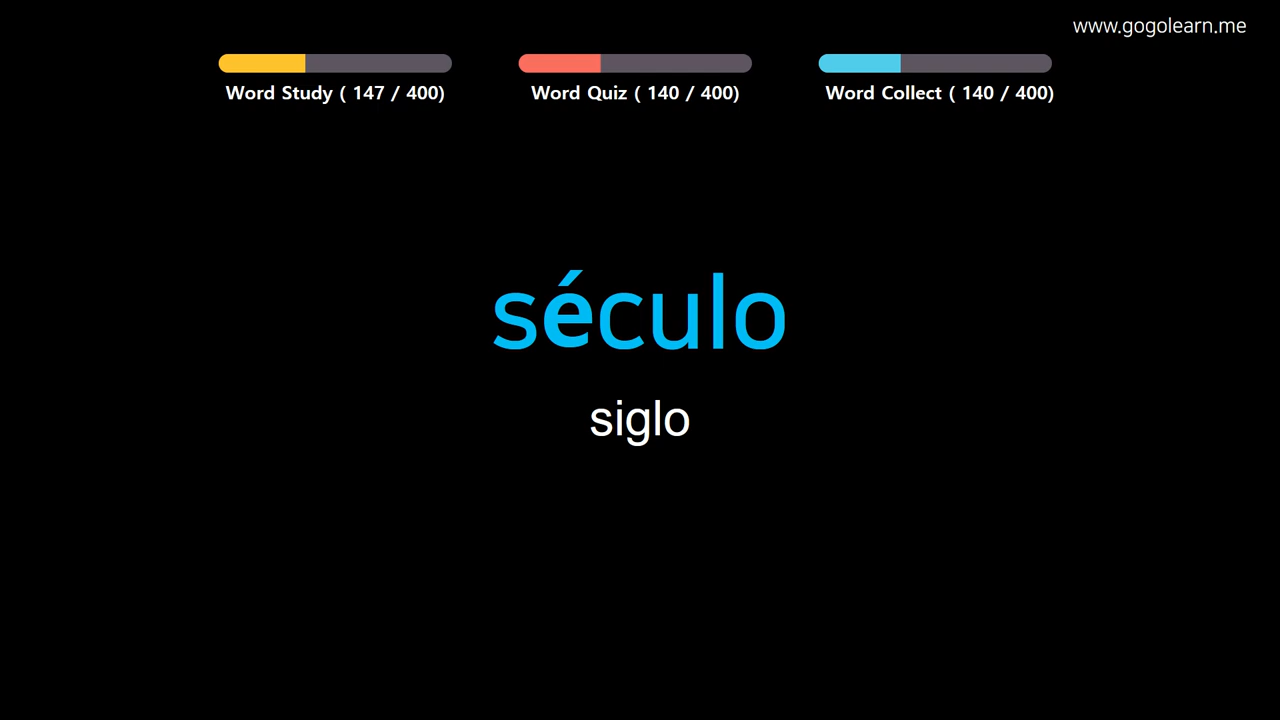 www.gogolearn.me
Word Study ( 147 / 400)
Word Quiz ( 140 / 400)
Word Collect ( 140 / 400)
século
siglo